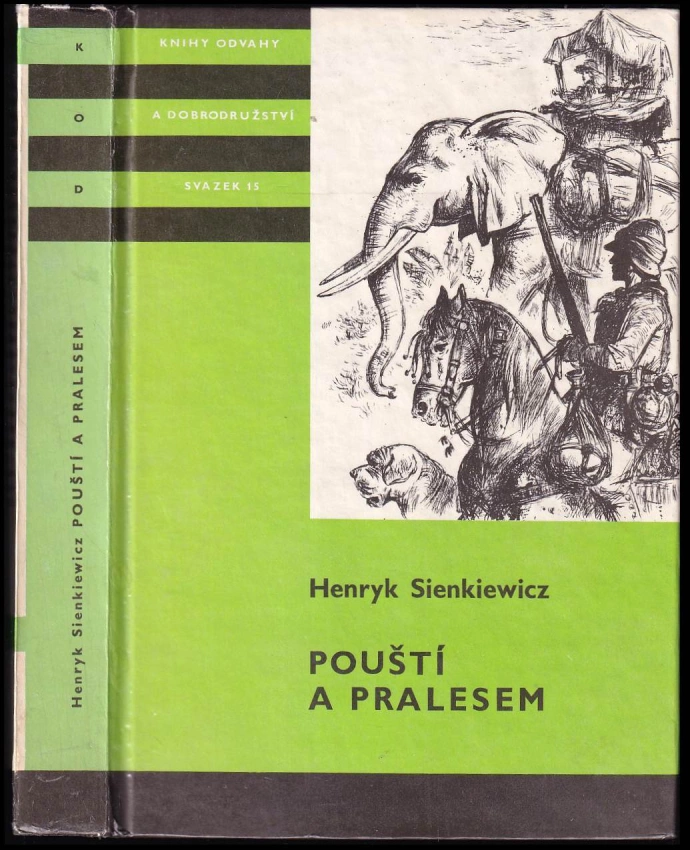 K
O
D
Henryk Sienkiewicz POUŠTÍ A PRALESEM
KNIHY ODVAHY
A DOBRODRUŽSTVÍ
SVAZEK 15
Henryk Sienkiewicz
POUŠTÍ
A PRALESEM